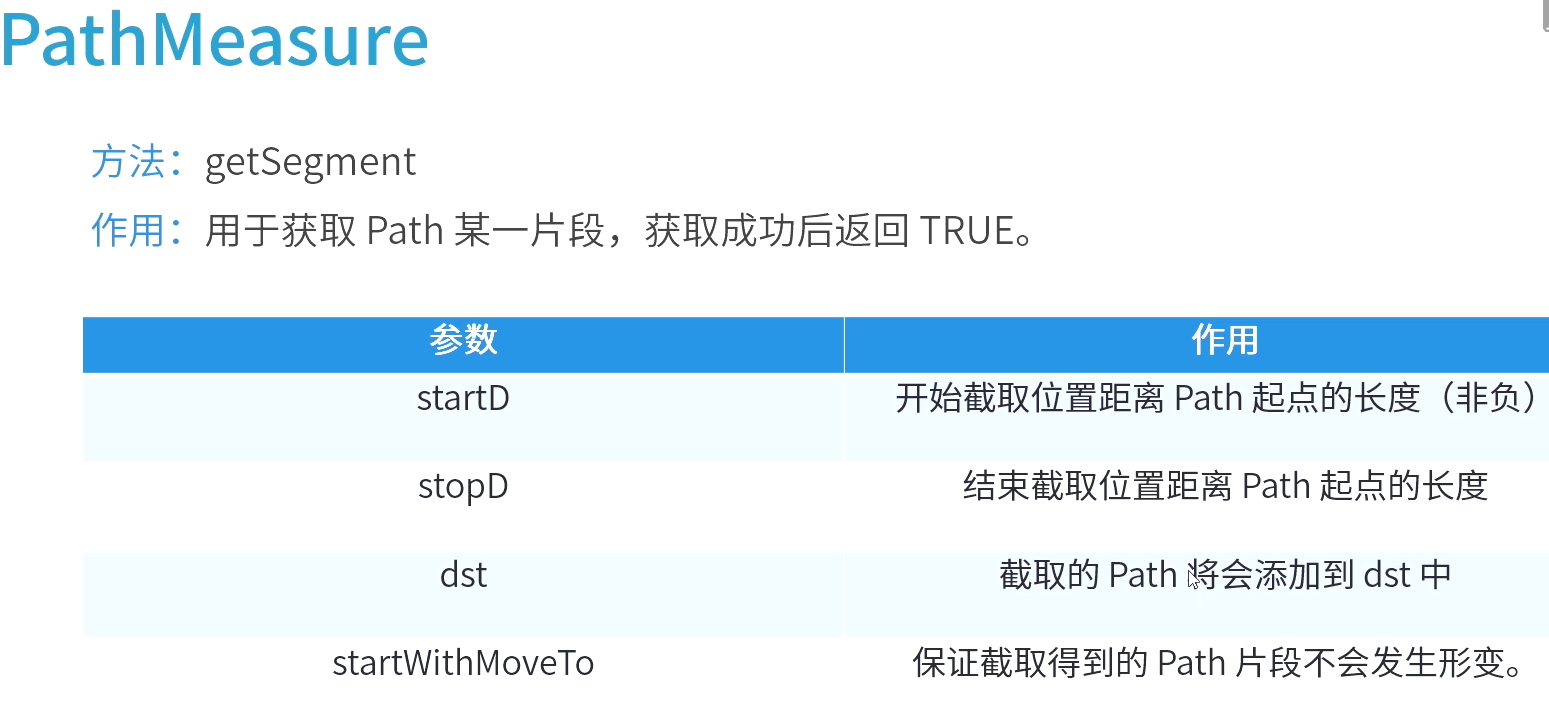 PathMeasure
方法：getSegment
作用：用于获取 Path 某一片段，获取成功后返回 TRUE。
参数 作用
startD 开始截取位置距离 Path 起点的长度（非负）
stopD 结束截取位置距离 Path 起点的长度
dst 截取的 Path 将会添加到 dst 中
startWithMoveTo 保证截取得到的 Path 片段不会发生形变。